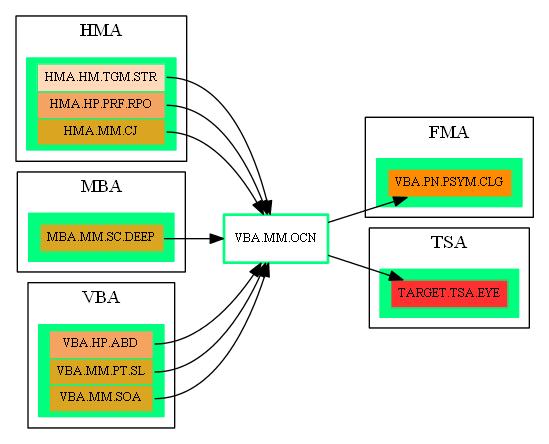 HMA
HMA.HM.TGM.STR
HMA.HP.PRF.RPO
HMA.MM.CJ
MBA
MBA.MM.SC.DEEP
VBA
VBA.HP.ABD
VBA.MM.PT.SL
VBA.MM.SOA
VBA.MM.OCN
FMA
VBA.PN.PSYM.CLG
TSA
TARGET.TSA.EYE